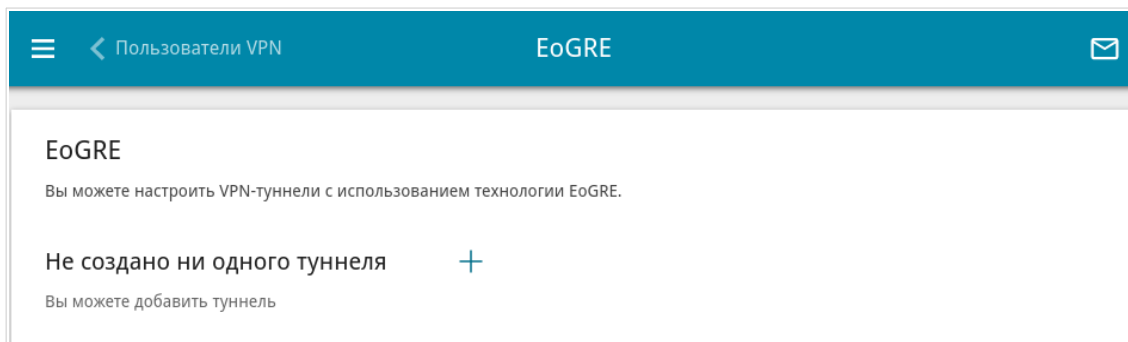 Пользователи VPN
EoGRE
EoGRE
Вы можете настроить VPN-туннели с использованием технологии EoGRE.
Не создано ни одного туннеля
Вы можете добавить туннель